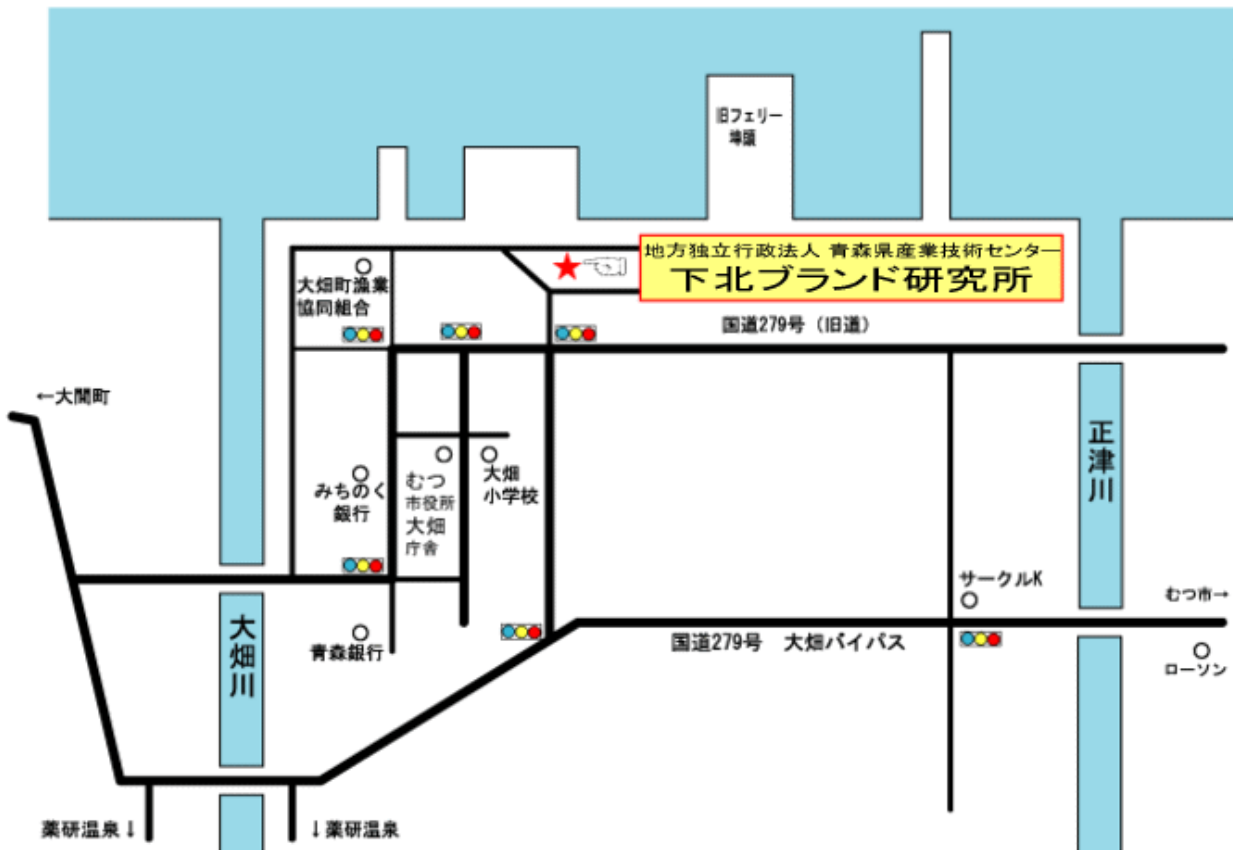 旧フェリー
埠頭
地方独立行政法人 青森県産業技術センター
下北ブランド研究所
大畑町漁業
協同組合
国道279号（旧道）
←大間町
正津川
みちのく
銀行
むつ
市役所
大畑
庁舎
大畑
小学校
サークルK
むつ市→
大畑川
青森銀行
国道279号　大畑バイパス
ローソン
薬研温泉↓
↓薬研温泉